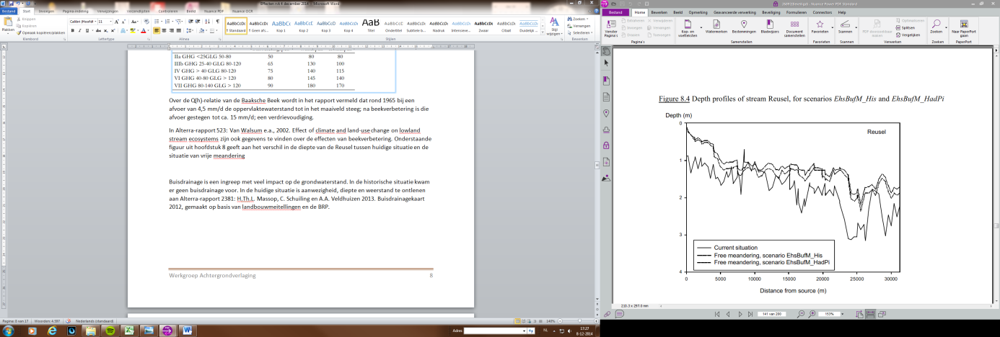 Effecten nrk 4 december 2014 - Microsoft Word
Bestand Start Invoegen Pagina-indeling Verwijzingen Verzendlijsten Controleren Beeld Nuance PDF Nuance OCR
Plakken
Knippen
Kopiëren
Opmaak kopiëren/plakken
Klembord
Calibri (Hoofdt 11
Lettertype
Alinea
Standaard Geen afs... Kop 1 Kop 2 Kop 3 Kop 4 Titel Ondertitel Subtiele b... Nadruk Intensieve... Zwaar Citaat Duidelijk ...
Stijlen
Stijl wijzigen
Zoeken
Vervangen
Selecteren
Bewerken
IIa GHG <25GLG 50-80 50 80 80
IIIb GHG 25-40 GLG 80-120 65 130 100
IV GHG > 40 GLG 80-120 75 140 115
VI GHG 40-80 GLG > 120 80 145 140
VII GHG 80-140 GLG > 120 90 180 170
Over de Q(h)-relatie van de Baaksche Beek wordt in het rapport vermeld dat rond 1965 bij een
afvoer van 4,5 mm/d de oppervlaktewaterstand tot in het maaiveld steeg; na beekverbetering is die
afvoer gestegen tot ca. 15 mm/d; een verdrievoudiging.
In Alterra-rapport 523: Van Walsum e.a., 2002. Effect of climate and land-use change on lowland
stream ecosystems zijn ook gegevens te vinden over de effecten van beekverbetering. Onderstaande
figuur uit hoofdstuk 8 geeft aan het verschil in de diepte van de Reusel tussen huidige situatie en de
situatie van vrije meandering
Buisdrainage is een ingreep met veel impact op de grondwaterstand. In de historische situatie kwam
er geen buisdrainage voor. In de huidige situatie is aanwezigheid, diepte en weerstand te ontlenen
aan Alterra-rapport 2381: H.Th.L. Massop, C. Schuiling en A.A. Veldhuizen 2013. Buisdrainagekaart
2012, gemaakt op basis van landbouwmeitellingen en de BRP.
Werkgroep Achtergrondverlaging 8
Pagina: 8 van 17 Woorden: 4.597 Nederlands (standaard) 140%
Bestand Home Bewerken Beeld Opmerking Geavanceerde verwerking Beveiliging Formulieren Connectors Help
Venster Pagina's
Extraheren
Invoegen
Splitsen
Verwijderen
Vervangen
Toevoegen
Pagina's
Kop- en voetteksten
Watermerken
Bestemmingen
Bladwijzers
Document samenstellen
Samenstellen
Favorieten
Favorieten
Scannen
Scannen
PDF doorzoekbaar maken
Optimaliseren
Splitsen
Vergelijken
Verwerken
Zoeken
Zoeken
Naar PaperPort gaan
PaperPort
Figure 8.4 Depth profiles of stream Reusel, for scenarios EhsBufM_His and EhsBufM_HadPi
Depth (m)
Reusel
0
1
2
3
4
Current situation
Free meandering, scenario EhsBufM_His
Free meandering, scenario EhsBufM_HadPi
0 5000 10000 15000 20000 25000 30000
Distance from source (m)
210.3 x 297.0 mm
141 van 200 153%
Adres
NL
17:27
8-12-2014